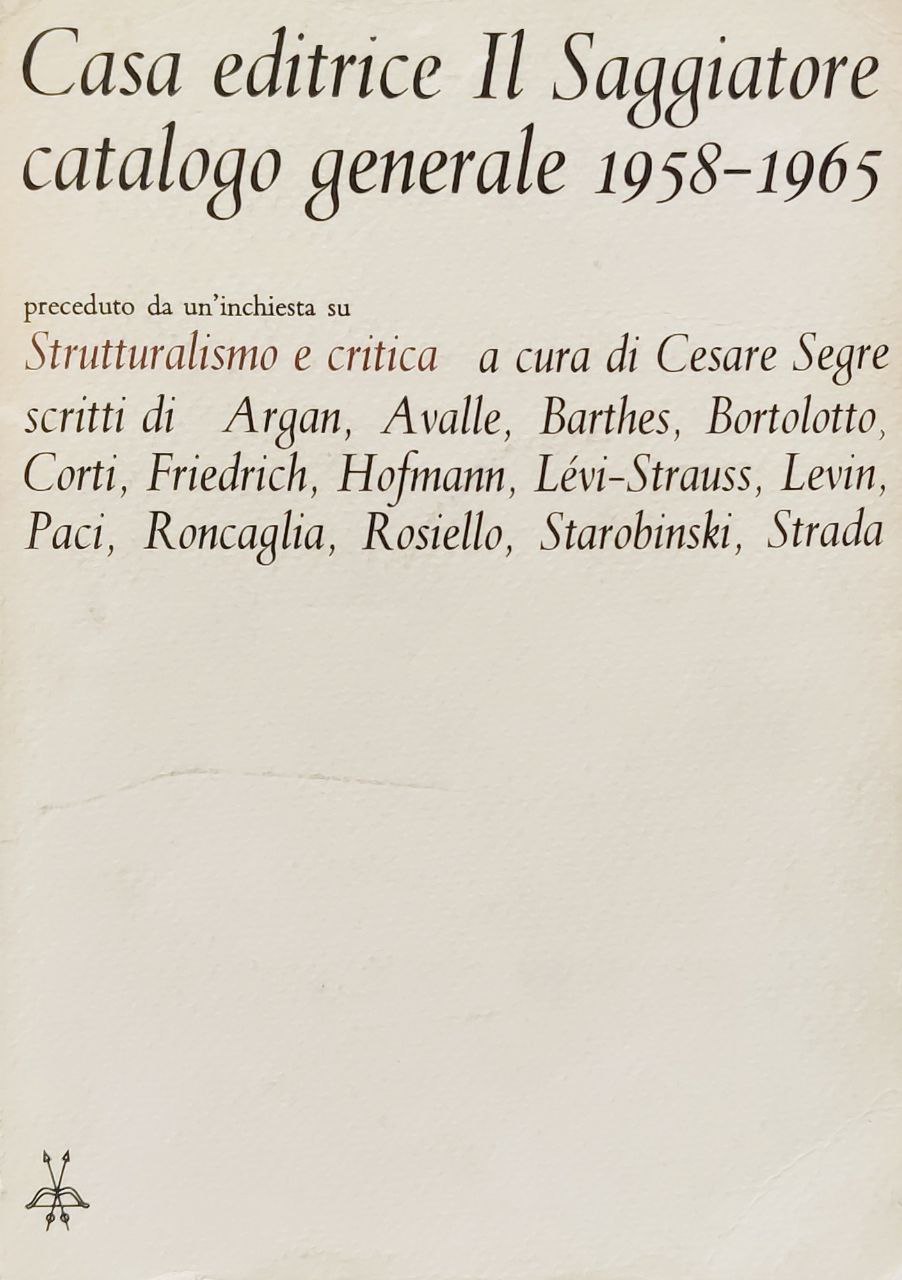 Casa editrice Il Saggiatore
catalogo generale 1958-1965
preceduto da un'inchiesta su
Strutturalismo e critica a cura di Cesare Segre
scritti di Argan, Avalle, Barthes, Bortolotto,
Corti, Friedrich, Hofmann, Lévi-Strauss, Levin,
Paci, Roncaglia, Rosiello, Starobinski, Strada